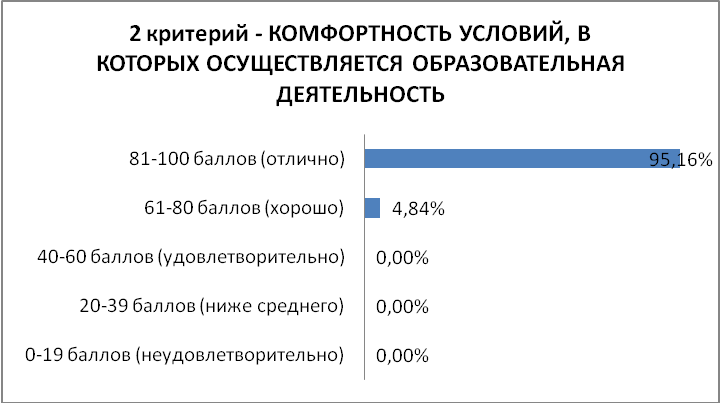 2 критерий - КОМФОРТНОСТЬ УСЛОВИЙ, В
КОТОРЫХ ОСУЩЕСТВЛЯЕТСЯ ОБРАЗОВАТЕЛЬНАЯ
ДЕЯТЕЛЬНОСТЬ
81-100 баллов (отлично) 95,16%
61-80 баллов (хорошо) 4,84%
40-60 баллов (удовлетворительно) 0,00%
20-39 баллов (ниже среднего) 0,00%
0-19 баллов (неудовлетворительно) 0,00%